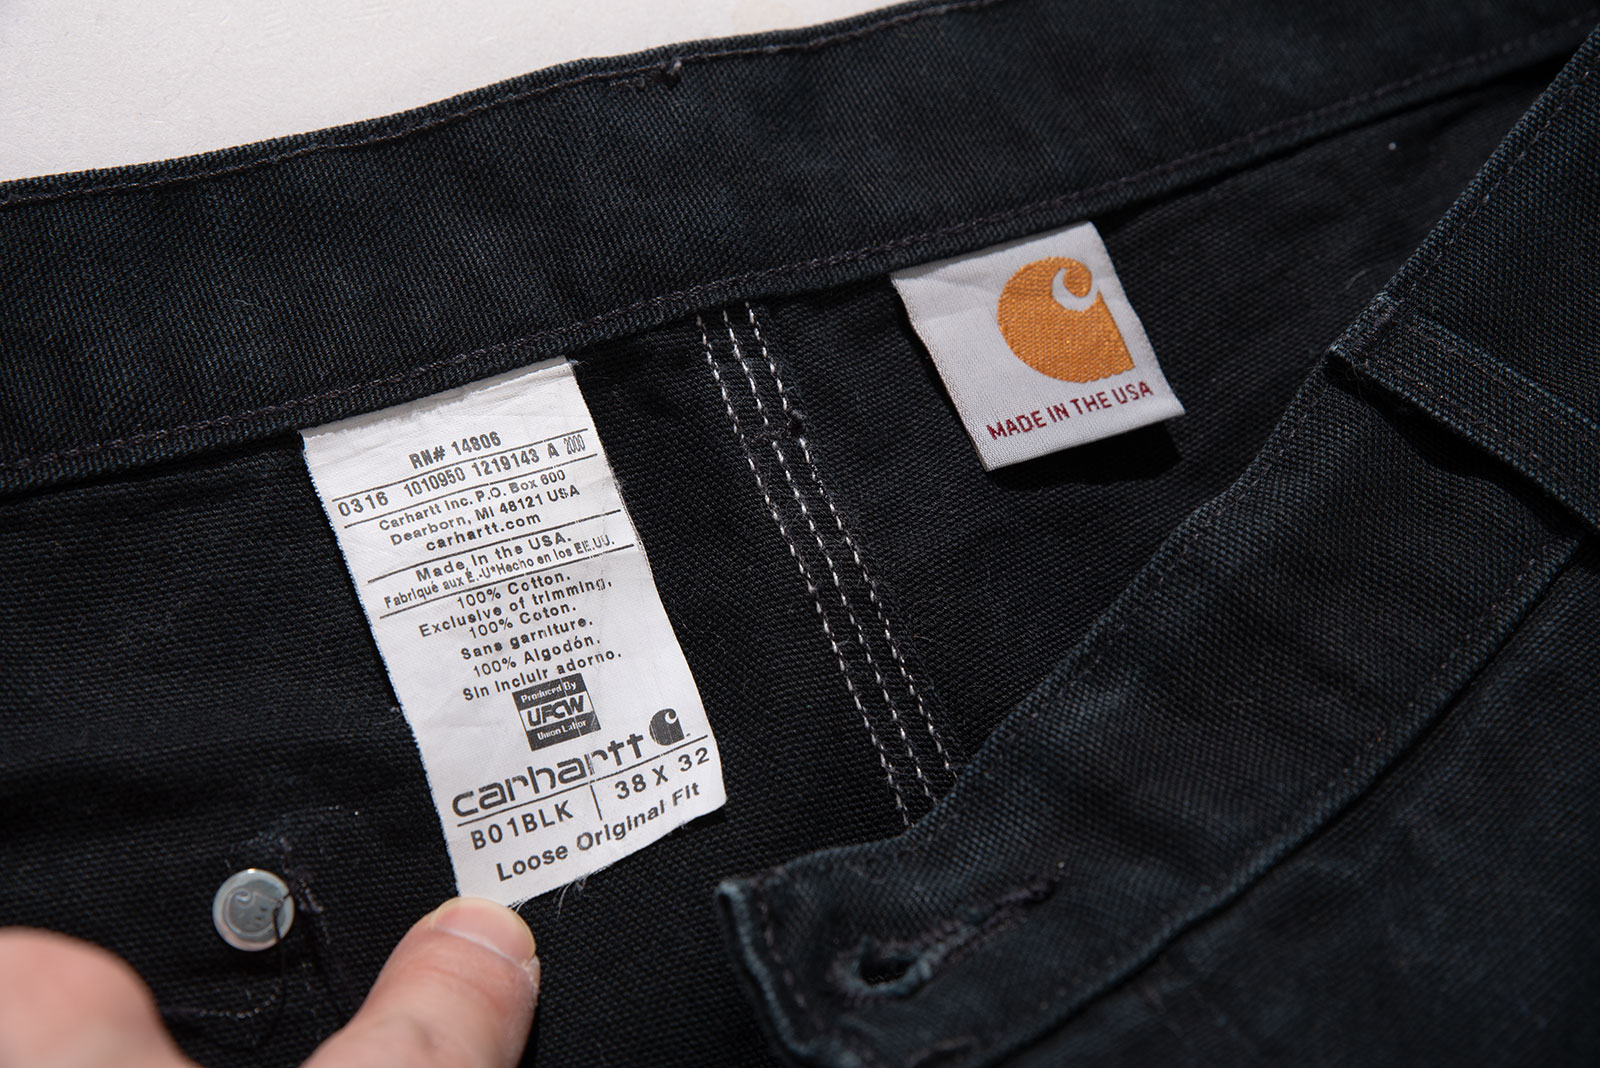 RN# 14806
0316 1010950 1219143 A 2000
Carhartt Inc. P.O. Box 600
Dearborn, MI 48121 USA
carhartt.com
Made in the USA.
Fabriqué aux É.-U*Hecho en los EE.UU.
100% Cotton.
Exclusive of trimming,
100% Coton.
Sans garniture.
100% Algodón.
Sin incluir adorno.
Produced By
UFCW
Union Labor
carhartt
B01BLK 38 X 32
Loose Original Fit
MADE IN THE USA